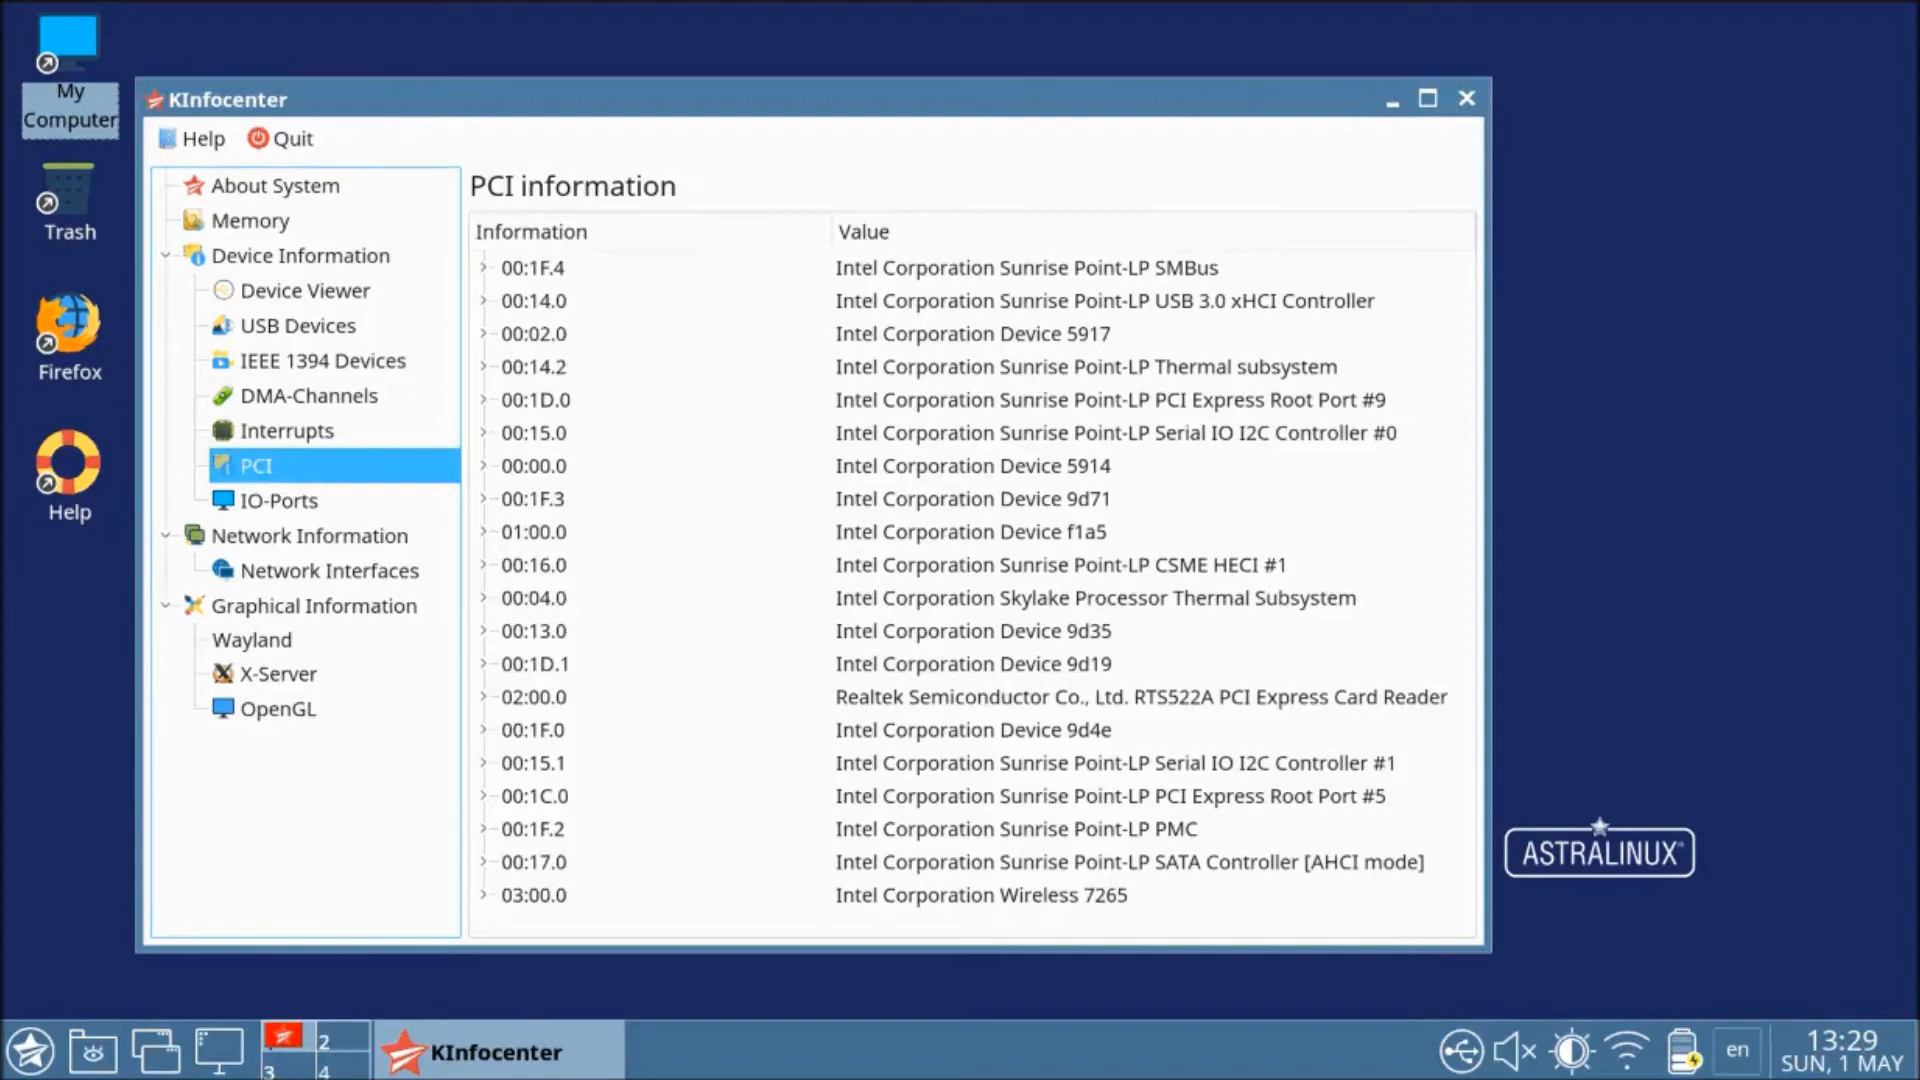 My
Computer
Trash
Firefox
Help
KInfocenter
Help Quit
About System
Memory
Device Information
Device Viewer
USB Devices
IEEE 1394 Devices
DMA-Channels
Interrupts
PCI
IO-Ports
Network Information
Network Interfaces
Graphical Information
Wayland
X-Server
OpenGL
PCI information
Information Value
00:1F.4 Intel Corporation Sunrise Point-LP SMBus
00:14.0 Intel Corporation Sunrise Point-LP USB 3.0 xHCI Controller
00:02.0 Intel Corporation Device 5917
00:14.2 Intel Corporation Sunrise Point-LP Thermal subsystem
00:1D.0 Intel Corporation Sunrise Point-LP PCI Express Root Port #9
00:15.0 Intel Corporation Sunrise Point-LP Serial IO I2C Controller #0
00:00.0 Intel Corporation Device 5914
00:1F.3 Intel Corporation Device 9d71
01:00.0 Intel Corporation Device f1a5
00:16.0 Intel Corporation Sunrise Point-LP CSME HECI #1
00:04.0 Intel Corporation Skylake Processor Thermal Subsystem
00:13.0 Intel Corporation Device 9d35
00:1D.1 Intel Corporation Device 9d19
02:00.0 Realtek Semiconductor Co., Ltd. RTS522A PCI Express Card Reader
00:1F.0 Intel Corporation Device 9d4e
00:15.1 Intel Corporation Sunrise Point-LP Serial IO I2C Controller #1
00:1C.0 Intel Corporation Sunrise Point-LP PCI Express Root Port #5
00:1F.2 Intel Corporation Sunrise Point-LP PMC
00:17.0 Intel Corporation Sunrise Point-LP SATA Controller [AHCI mode]
03:00.0 Intel Corporation Wireless 7265
ASTRALINUX
2
3 4
KInfocenter
en
13:29
SUN, 1 MAY